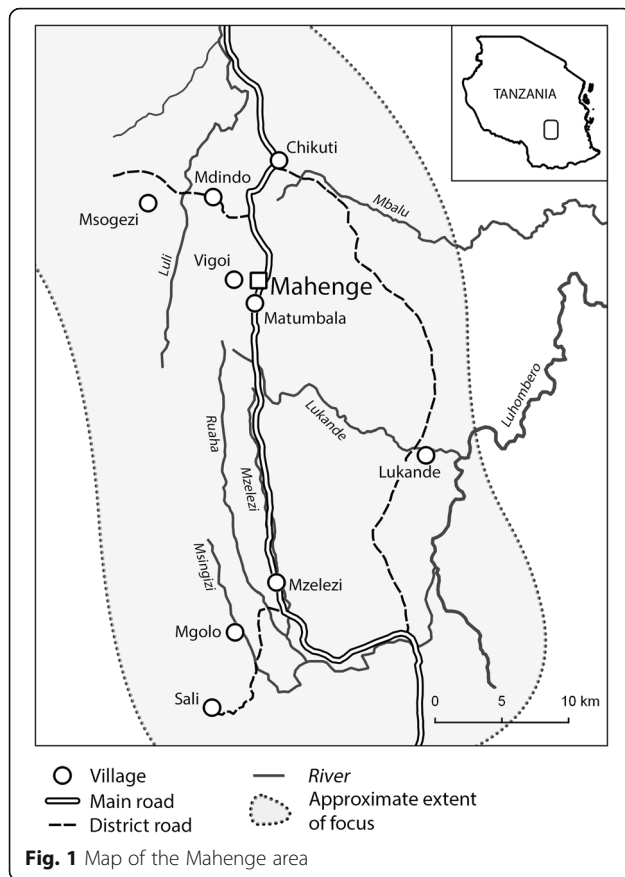 TANZANIA
Chikuti
Mdindo
Msogezi
Mbalu
Luli
Vigoi
Mahenge
Matumbala
Luhombero
Ruaha
Lukande
Mzelezi
Lukande
Msingizi
Mzelezi
Mgolo
Sali
0 5 10 km
Village
River
Main road
Approximate extent
District road
of focus
Fig. 1 Map of the Mahenge area